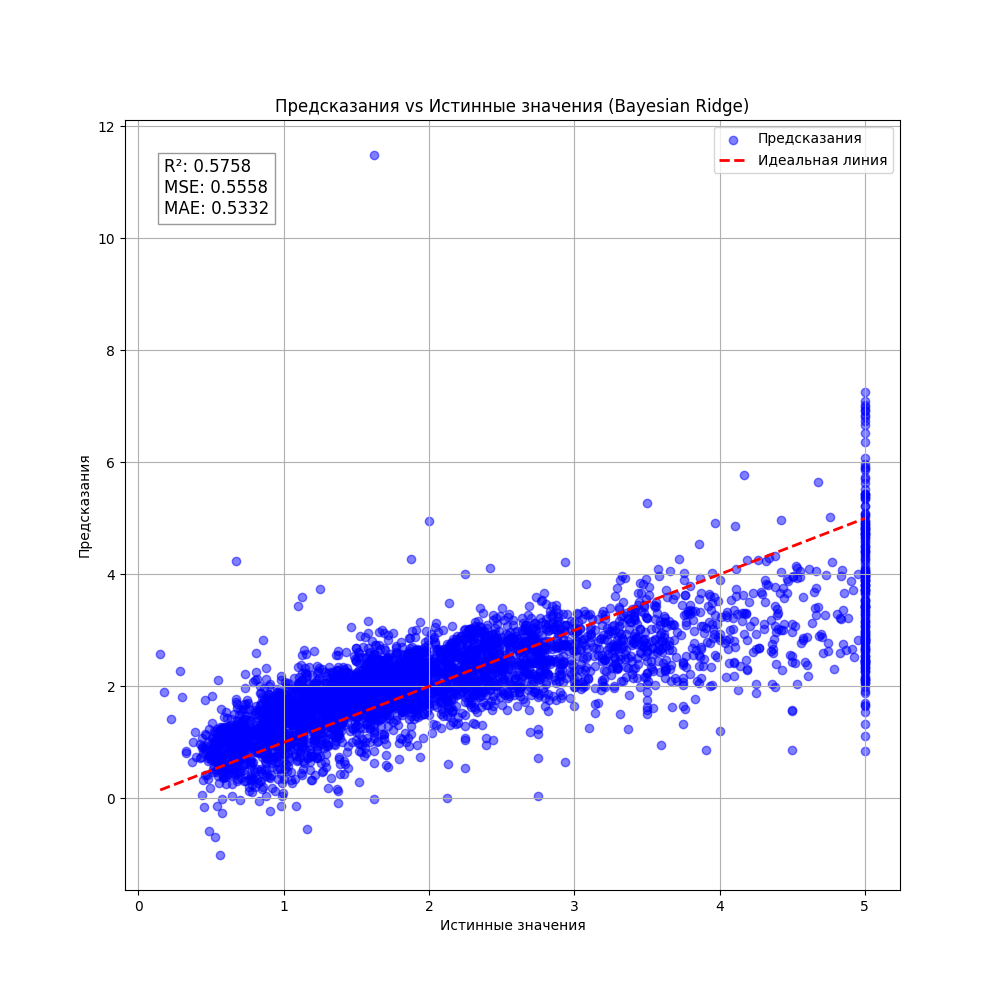 Предсказания vs Истинные значения (Bayesian Ridge)
R²: 0.5758
MSE: 0.5558
MAE: 0.5332
Предсказания
Идеальная линия
Предсказания
12
10
8
6
4
2
0
0 1 2 3 4 5
Истинные значения